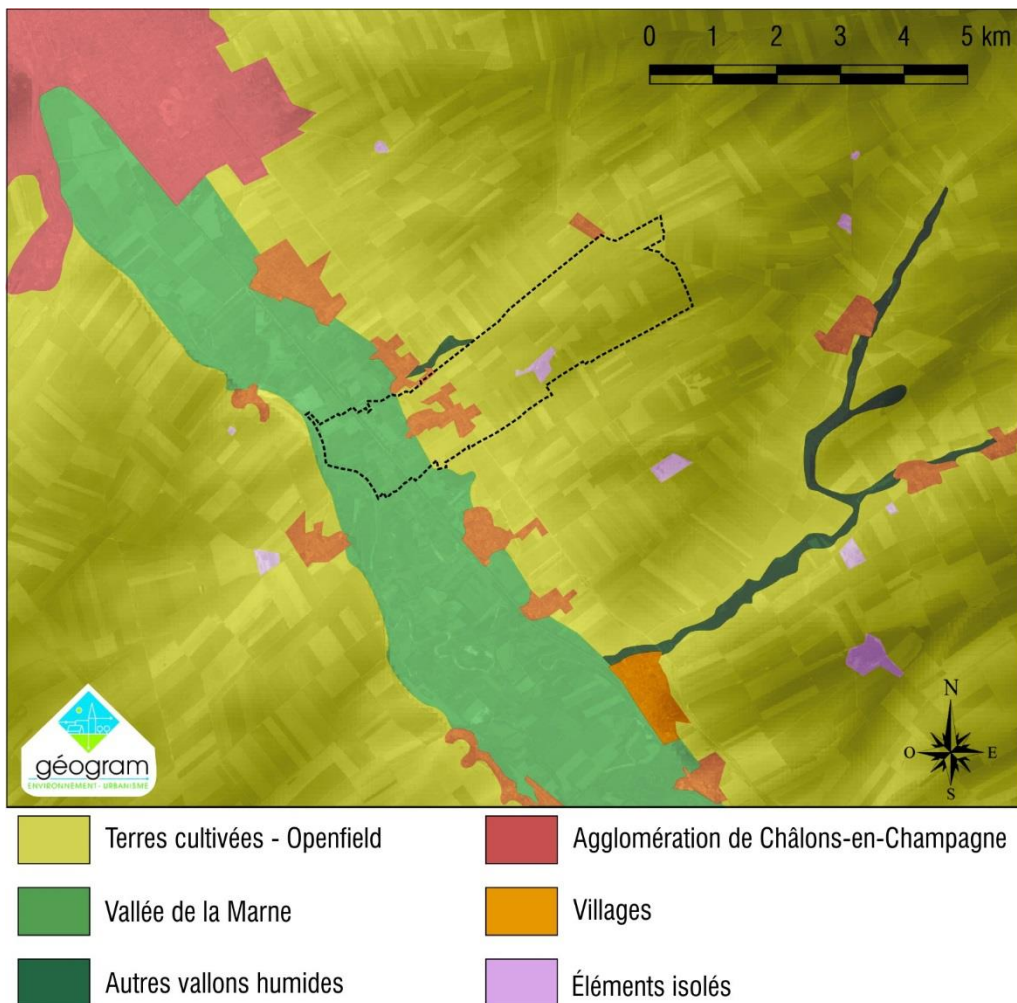 0 1 2 3 4 5 km
N
O E
S
géogram
ENVIRONNEMENT - URBANISME
Terres cultivées - Openfield
Agglomération de Châlons-en-Champagne
Vallée de la Marne
Villages
Autres vallons humides
Éléments isolés